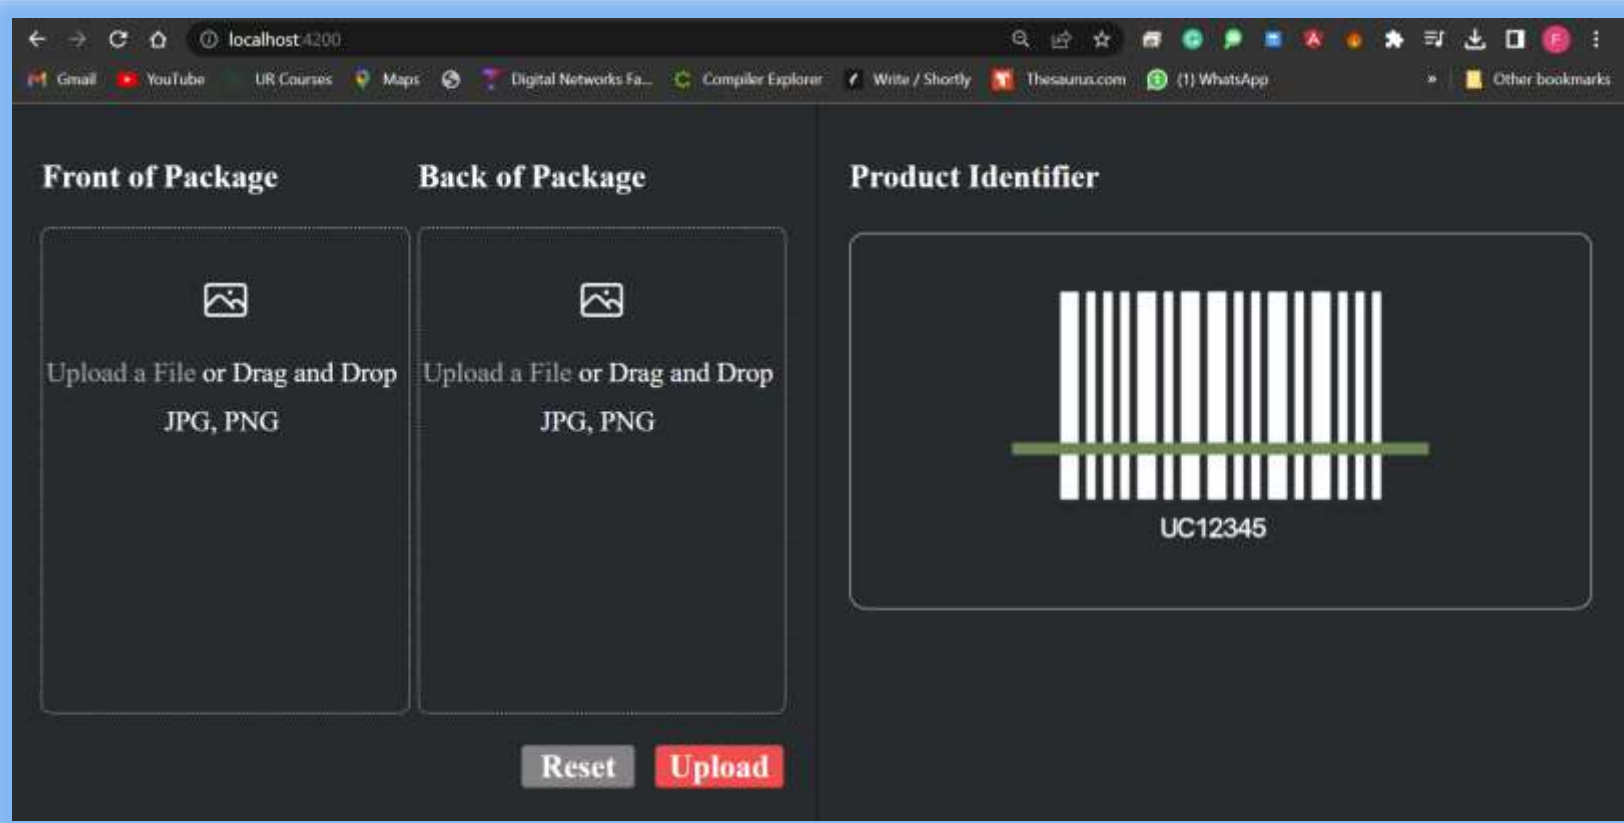 localhost:4200
Gmail YouTube UR Courses Maps Digital Networks Fa... Compiler Explorer Write / Shortly Thesaurus.com (1) WhatsApp » Other bookmarks
Front of Package
Back of Package
Upload a File or Drag and Drop
JPG, PNG
Upload a File or Drag and Drop
JPG, PNG
Reset Upload
Product Identifier
UC12345